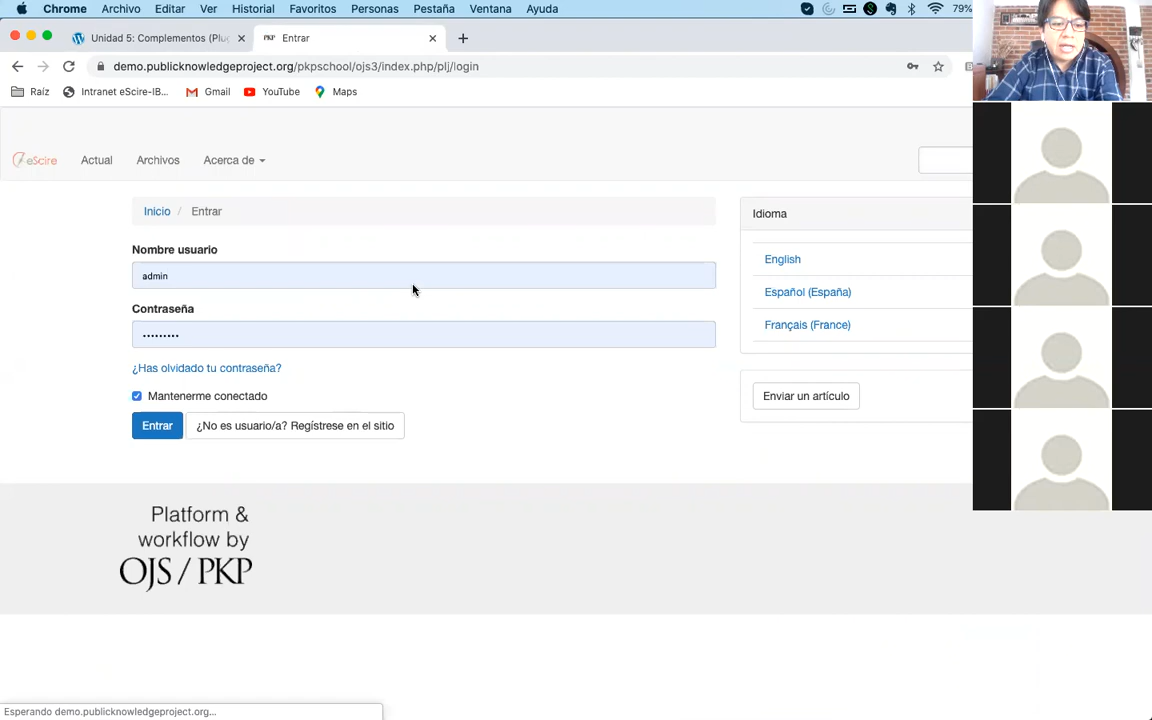 Chrome Archivo Editar Ver Historial Favoritos Personas Pestaña Ventana Ayuda 79%
Unidad 5: Complementos (Plu
PKP Entrar
demo.publicknowledgeproject.org/pkpschool/ojs3/index.php/plj/login
Raíz Intranet eScire-IB... Gmail YouTube Maps
eScire Actual Archivos Acerca de
Inicio / Entrar
Nombre usuario
admin
Contraseña
•••••••••
¿Has olvidado tu contraseña?
Mantenerme conectado
Entrar ¿No es usuario/a? Regístrese en el sitio
Idioma
English
Español (España)
Français (France)
Enviar un artículo
Platform &
workflow by
OJS / PKP
Esperando demo.publicknowledgeproject.org...